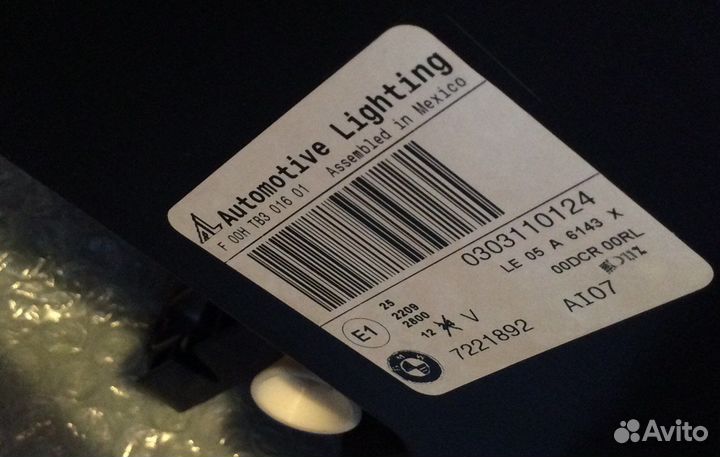 Automotive Lighting
F 00H TB3 016 01 Assembled in Mexico
0303110124
LE 05 A 6143 X
00DCR 00RL
E1
25
2209
2800
12 V
7221892
AI07
Avito